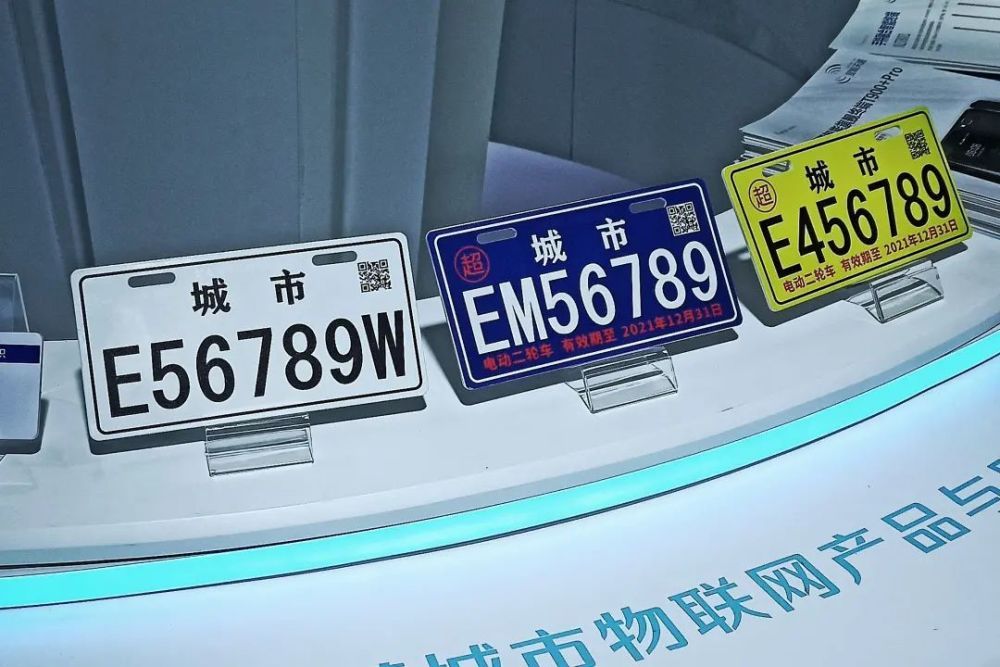 城市
E56789W
超
城市
EM56789
电动二轮车 有效期至 2021年12月31日
超
城市
E456789
电动二轮车 有效期至 2021年12月31日
T900+Pro
城市物联网产品与